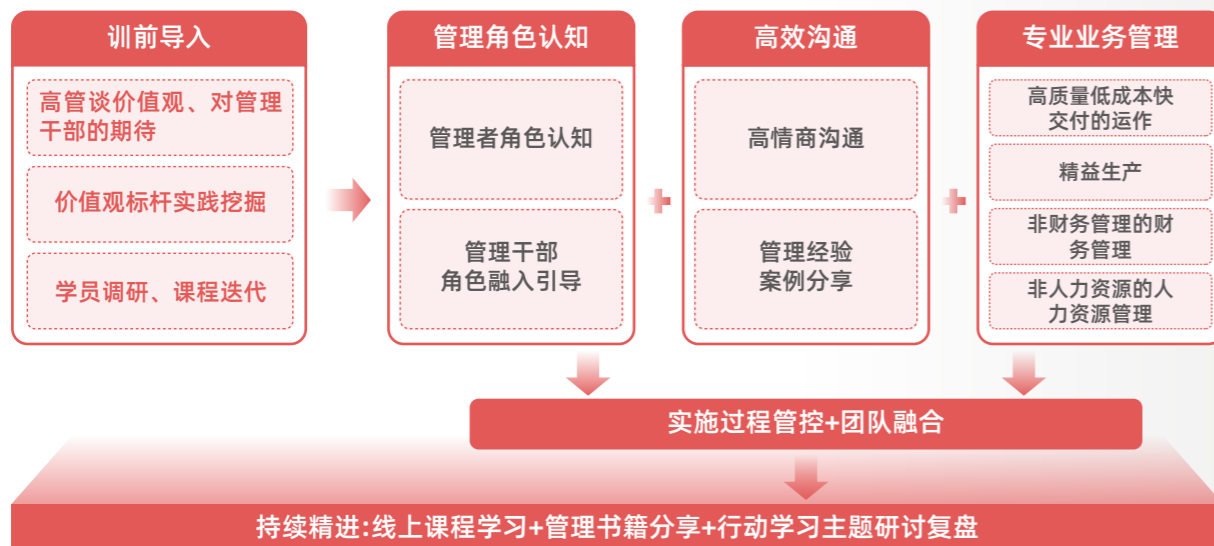 训前导入
高管谈价值观、对管理
干部的期待
价值观标杆实践挖掘
学员调研、课程迭代
管理角色认知
管理者角色认知
管理干部
角色融入引导
高效沟通
高情商沟通
管理经验
案例分享
专业业务管理
高质量低成本快
交付的运作
精益生产
非财务管理的财
务管理
非人力资源的人
力资源管理
实施过程管控+团队融合
持续精进:线上课程学习+管理书籍分享+行动学习主题研讨复盘